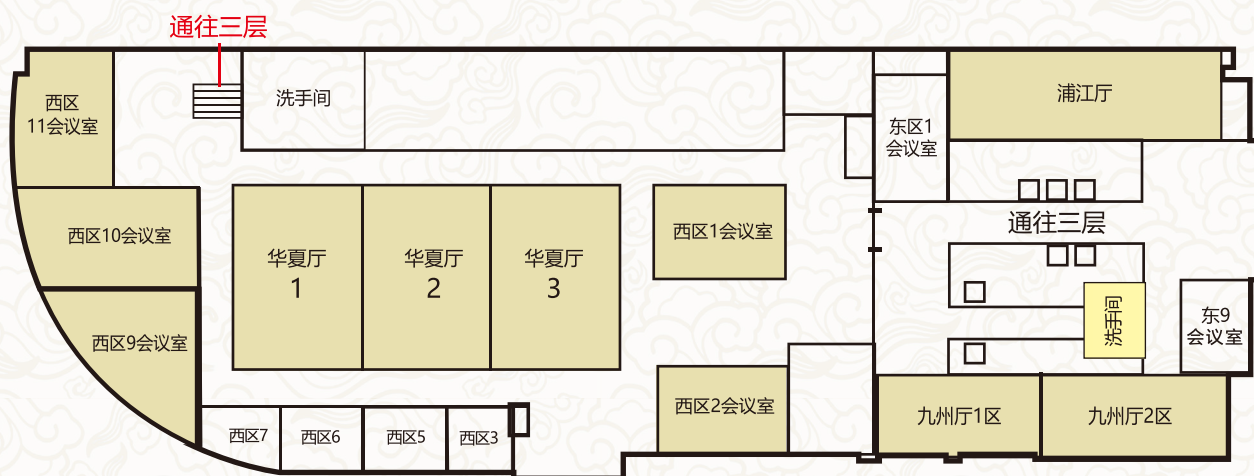 通往三层
西区
11会议室
洗手间
浦江厅
东区1
会议室
西区10会议室
华夏厅
1
华夏厅
2
华夏厅
3
西区1会议室
通往三层
西区9会议室
洗手间
东9
会议室
西区2会议室
九州厅1区
九州厅2区
西区7
西区6
西区5
西区3